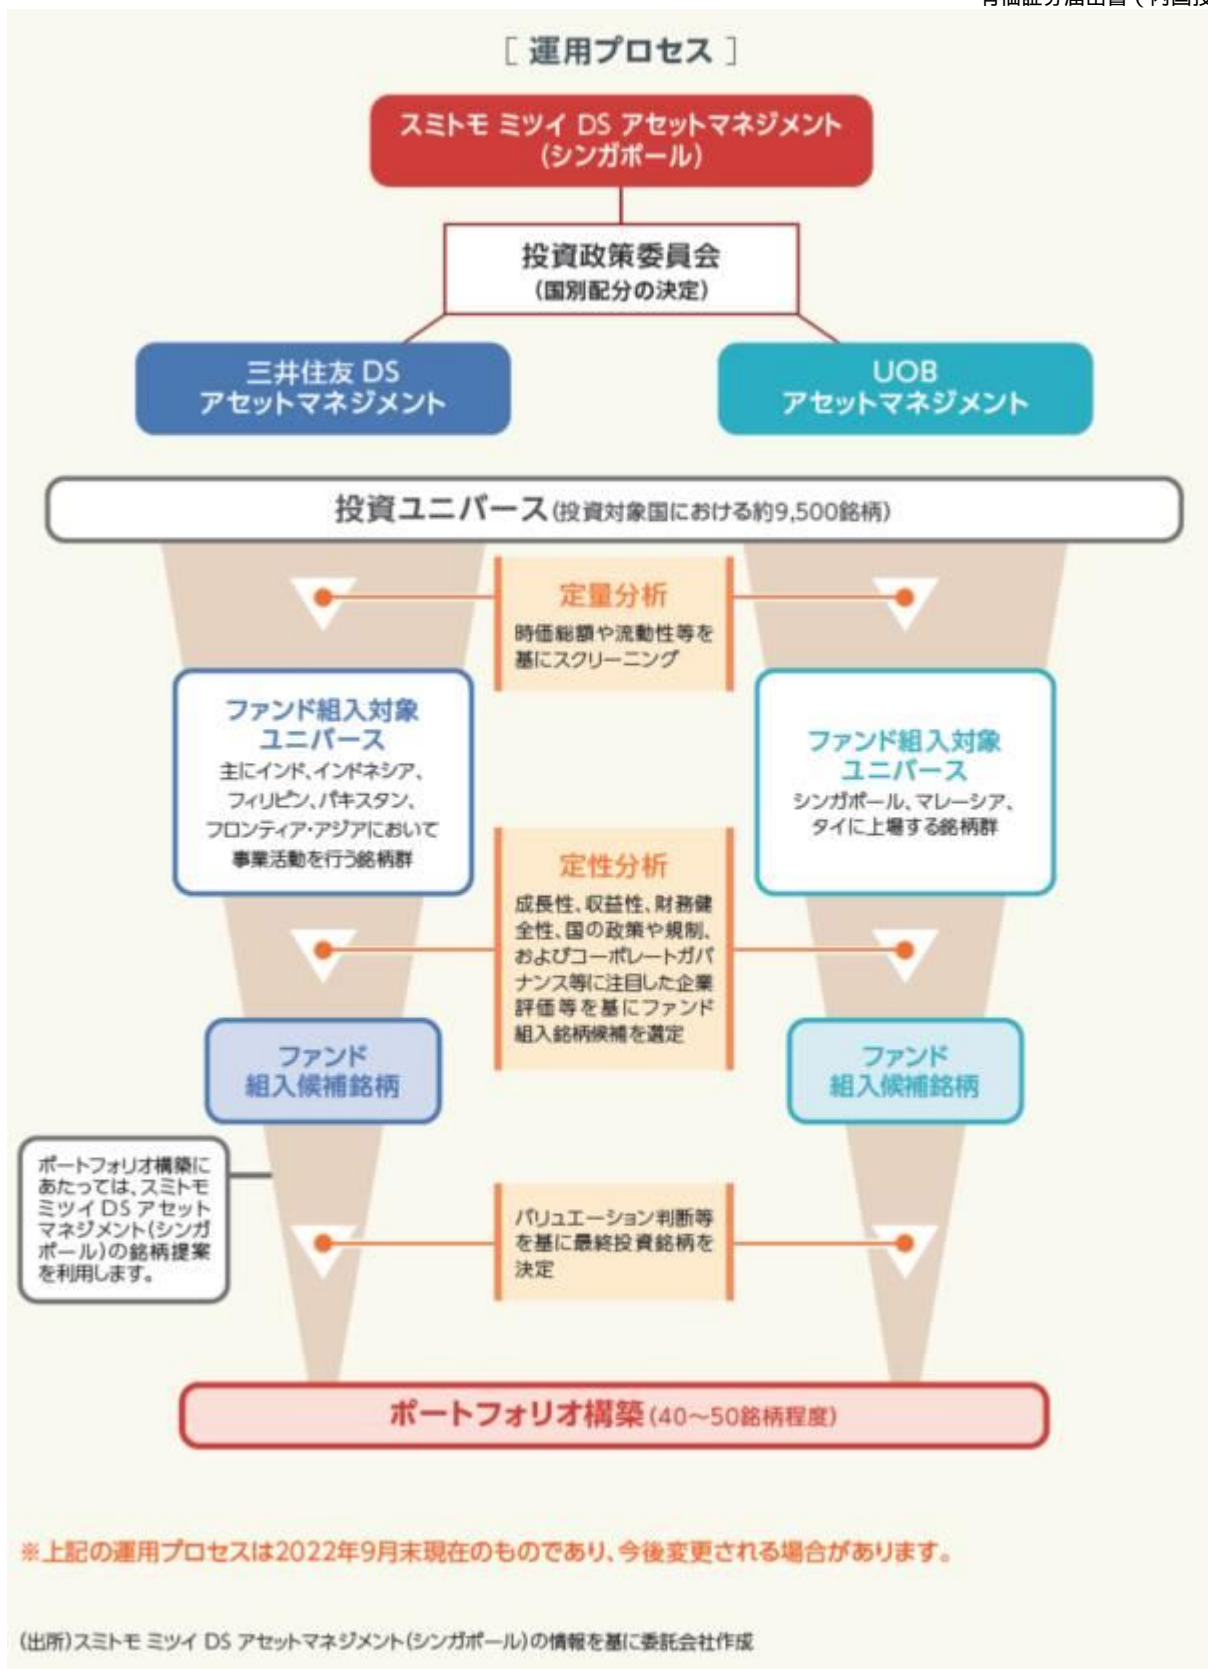 ［ 運用プロセス ］
スミトモ ミツイ DS アセットマネジメント
(シンガポール)
投資政策委員会
(国別配分の決定)
三井住友 DS
アセットマネジメント
UOB
アセットマネジメント
投資ユニバース(投資対象国における約9,500銘柄)
定量分析
時価総額や流動性等を
基にスクリーニング
ファンド組入対象
ユニバース
主にインド、インドネシア、
フィリピン、パキスタン、
フロンティア・アジアにおいて
事業活動を行う銘柄群
ファンド組入対象
ユニバース
シンガポール、マレーシア、
タイに上場する銘柄群
定性分析
成長性、収益性、財務健
全性、国の政策や規制、
およびコーポレートガバ
ナンス等に注目した企業
評価等を基にファンド
組入銘柄候補を選定
ファンド
組入候補銘柄
ファンド
組入候補銘柄
ポートフォリオ構築に
あたっては、スミトモ
ミツイ DS アセット
マネジメント(シンガ
ポール)の銘柄提案
を利用します。
バリュエーション判断等
を基に最終投資銘柄を
決定
ポートフォリオ構築(40〜50銘柄程度)
※上記の運用プロセスは2022年9月末現在のものであり、今後変更される場合があります。
(出所)スミトモ ミツイ DS アセットマネジメント(シンガポール)の情報を基に委託会社作成